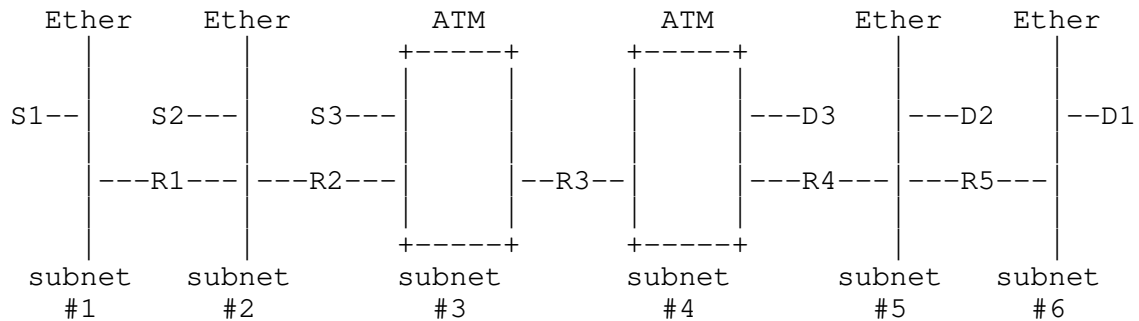 Ether Ether ATM ATM Ether Ether
S1-- S2--- S3--- ---D3 ---D2 --D1
---R1--- ---R2--- --R3-- ---R4--- ---R5---
subnet subnet subnet subnet subnet subnet
#1 #2 #3 #4 #5 #6